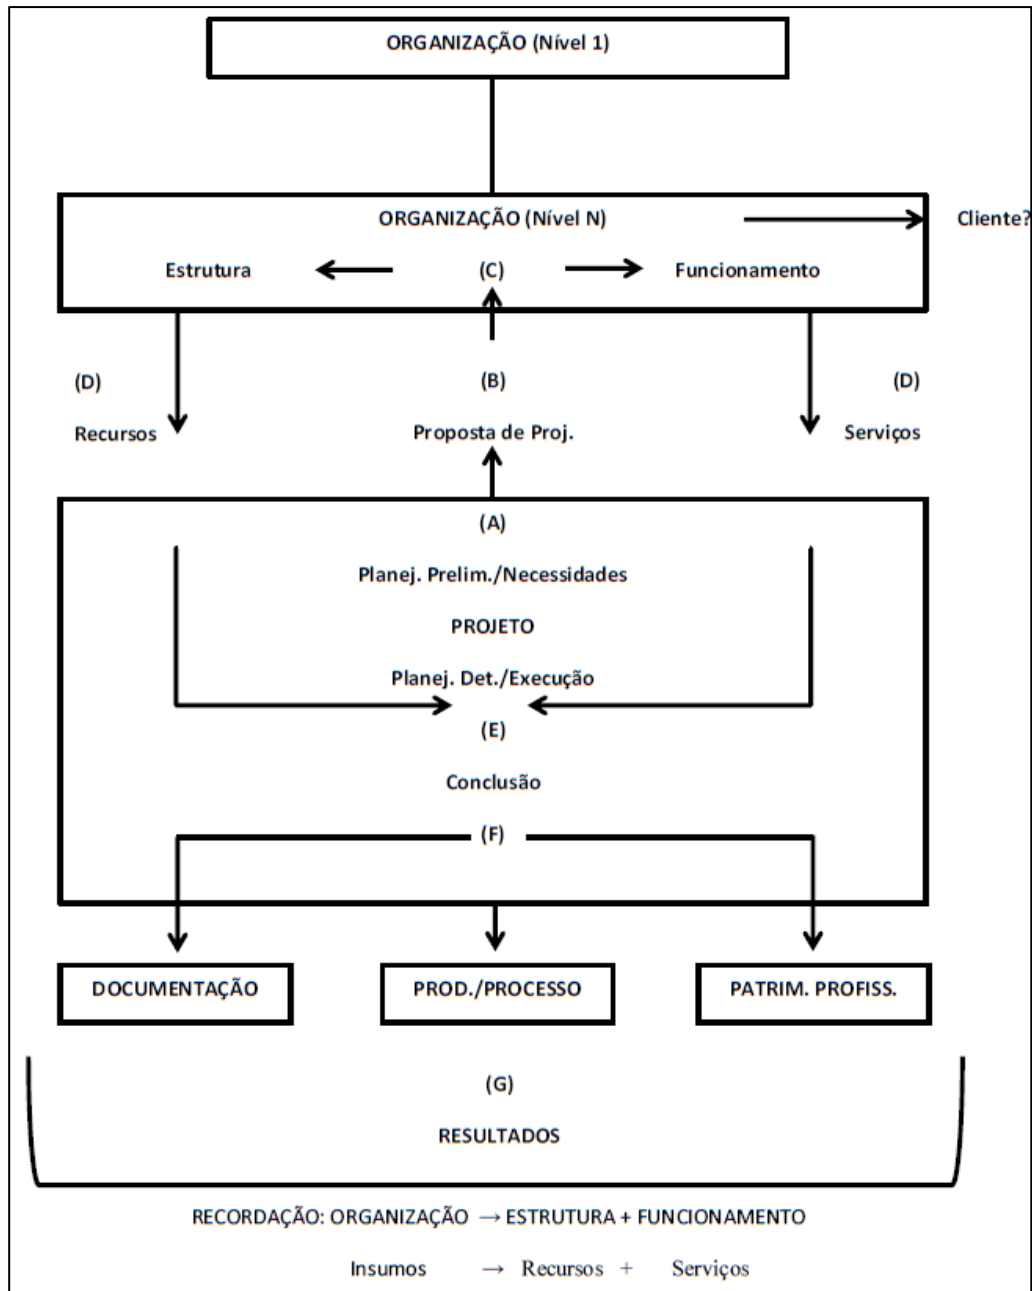 ORGANIZAÇÃO (Nível 1)
ORGANIZAÇÃO (Nível N)
Cliente?
Estrutura (C) Funcionamento
(D) (B) (D)
Recursos Proposta de Proj. Serviços
(A)
Planej. Prelim./Necessidades
PROJETO
Planej. Det./Execução
(E)
Conclusão
(F)
DOCUMENTAÇÃO PROD./PROCESSO PATRIM. PROFISS.
(G)
RESULTADOS
RECORDAÇÃO: ORGANIZAÇÃO → ESTRUTURA + FUNCIONAMENTO
Insumos → Recursos + Serviços